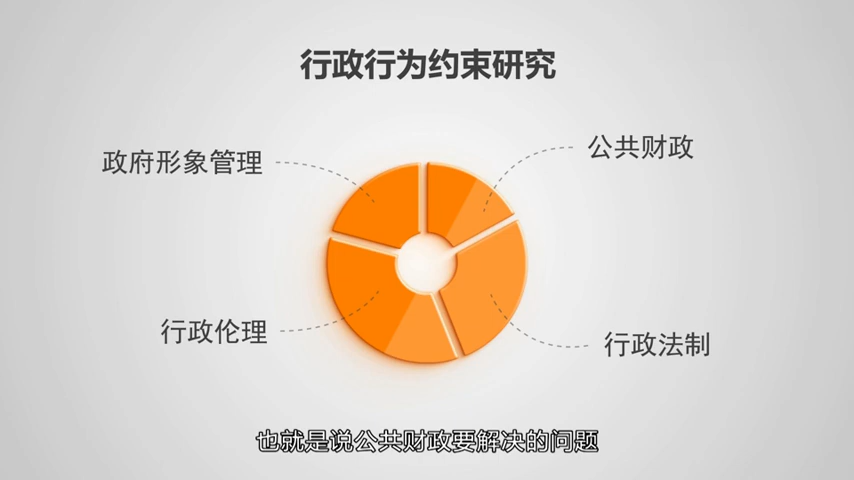 行政行为约束研究
政府形象管理
公共财政
行政伦理
行政法制
也就是说公共财政要解决的问题